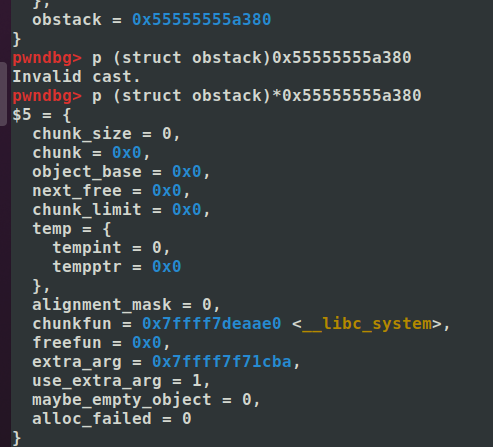 },
obstack = 0x55555555a380
}
pwndbg> p (struct obstack)0x55555555a380
Invalid cast.
pwndbg> p (struct obstack)*0x55555555a380
$5 = {
chunk_size = 0,
chunk = 0x0,
object_base = 0x0,
next_free = 0x0,
chunk_limit = 0x0,
temp = {
tempint = 0,
tempptr = 0x0
},
alignment_mask = 0,
chunkfun = 0x7ffff7deaae0 <__libc_system>,
freefun = 0x0,
extra_arg = 0x7ffff7f71cba,
use_extra_arg = 1,
maybe_empty_object = 0,
alloc_failed = 0
}